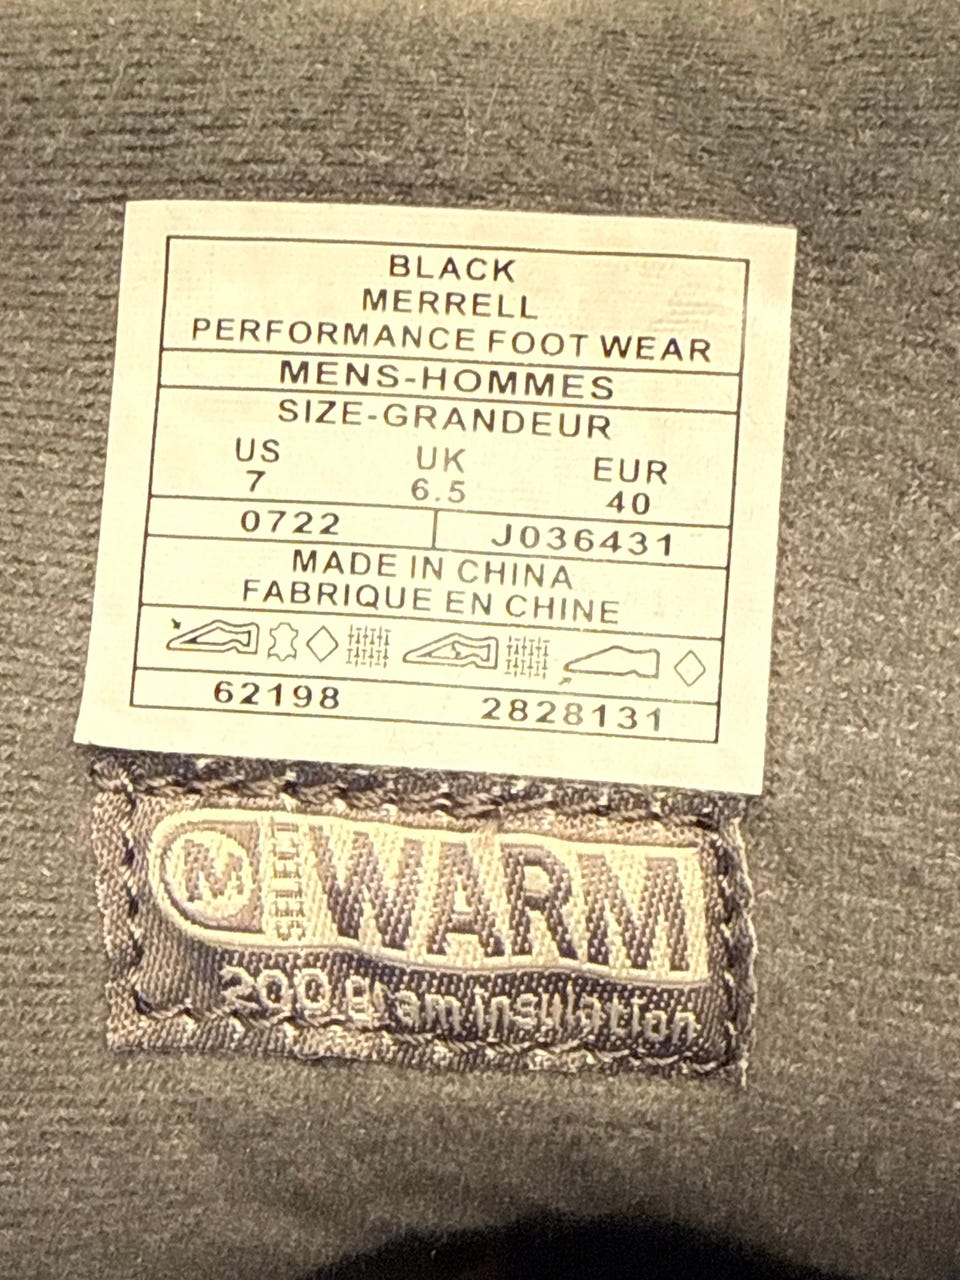 BLACK
MERRELL
PERFORMANCE FOOT WEAR
MENS-HOMMES
SIZE-GRANDEUR
US UK EUR
7 6.5 40
0722 J036431
MADE IN CHINA
FABRIQUE EN CHINE
62198 2828131
M WARM
200 gram insulation